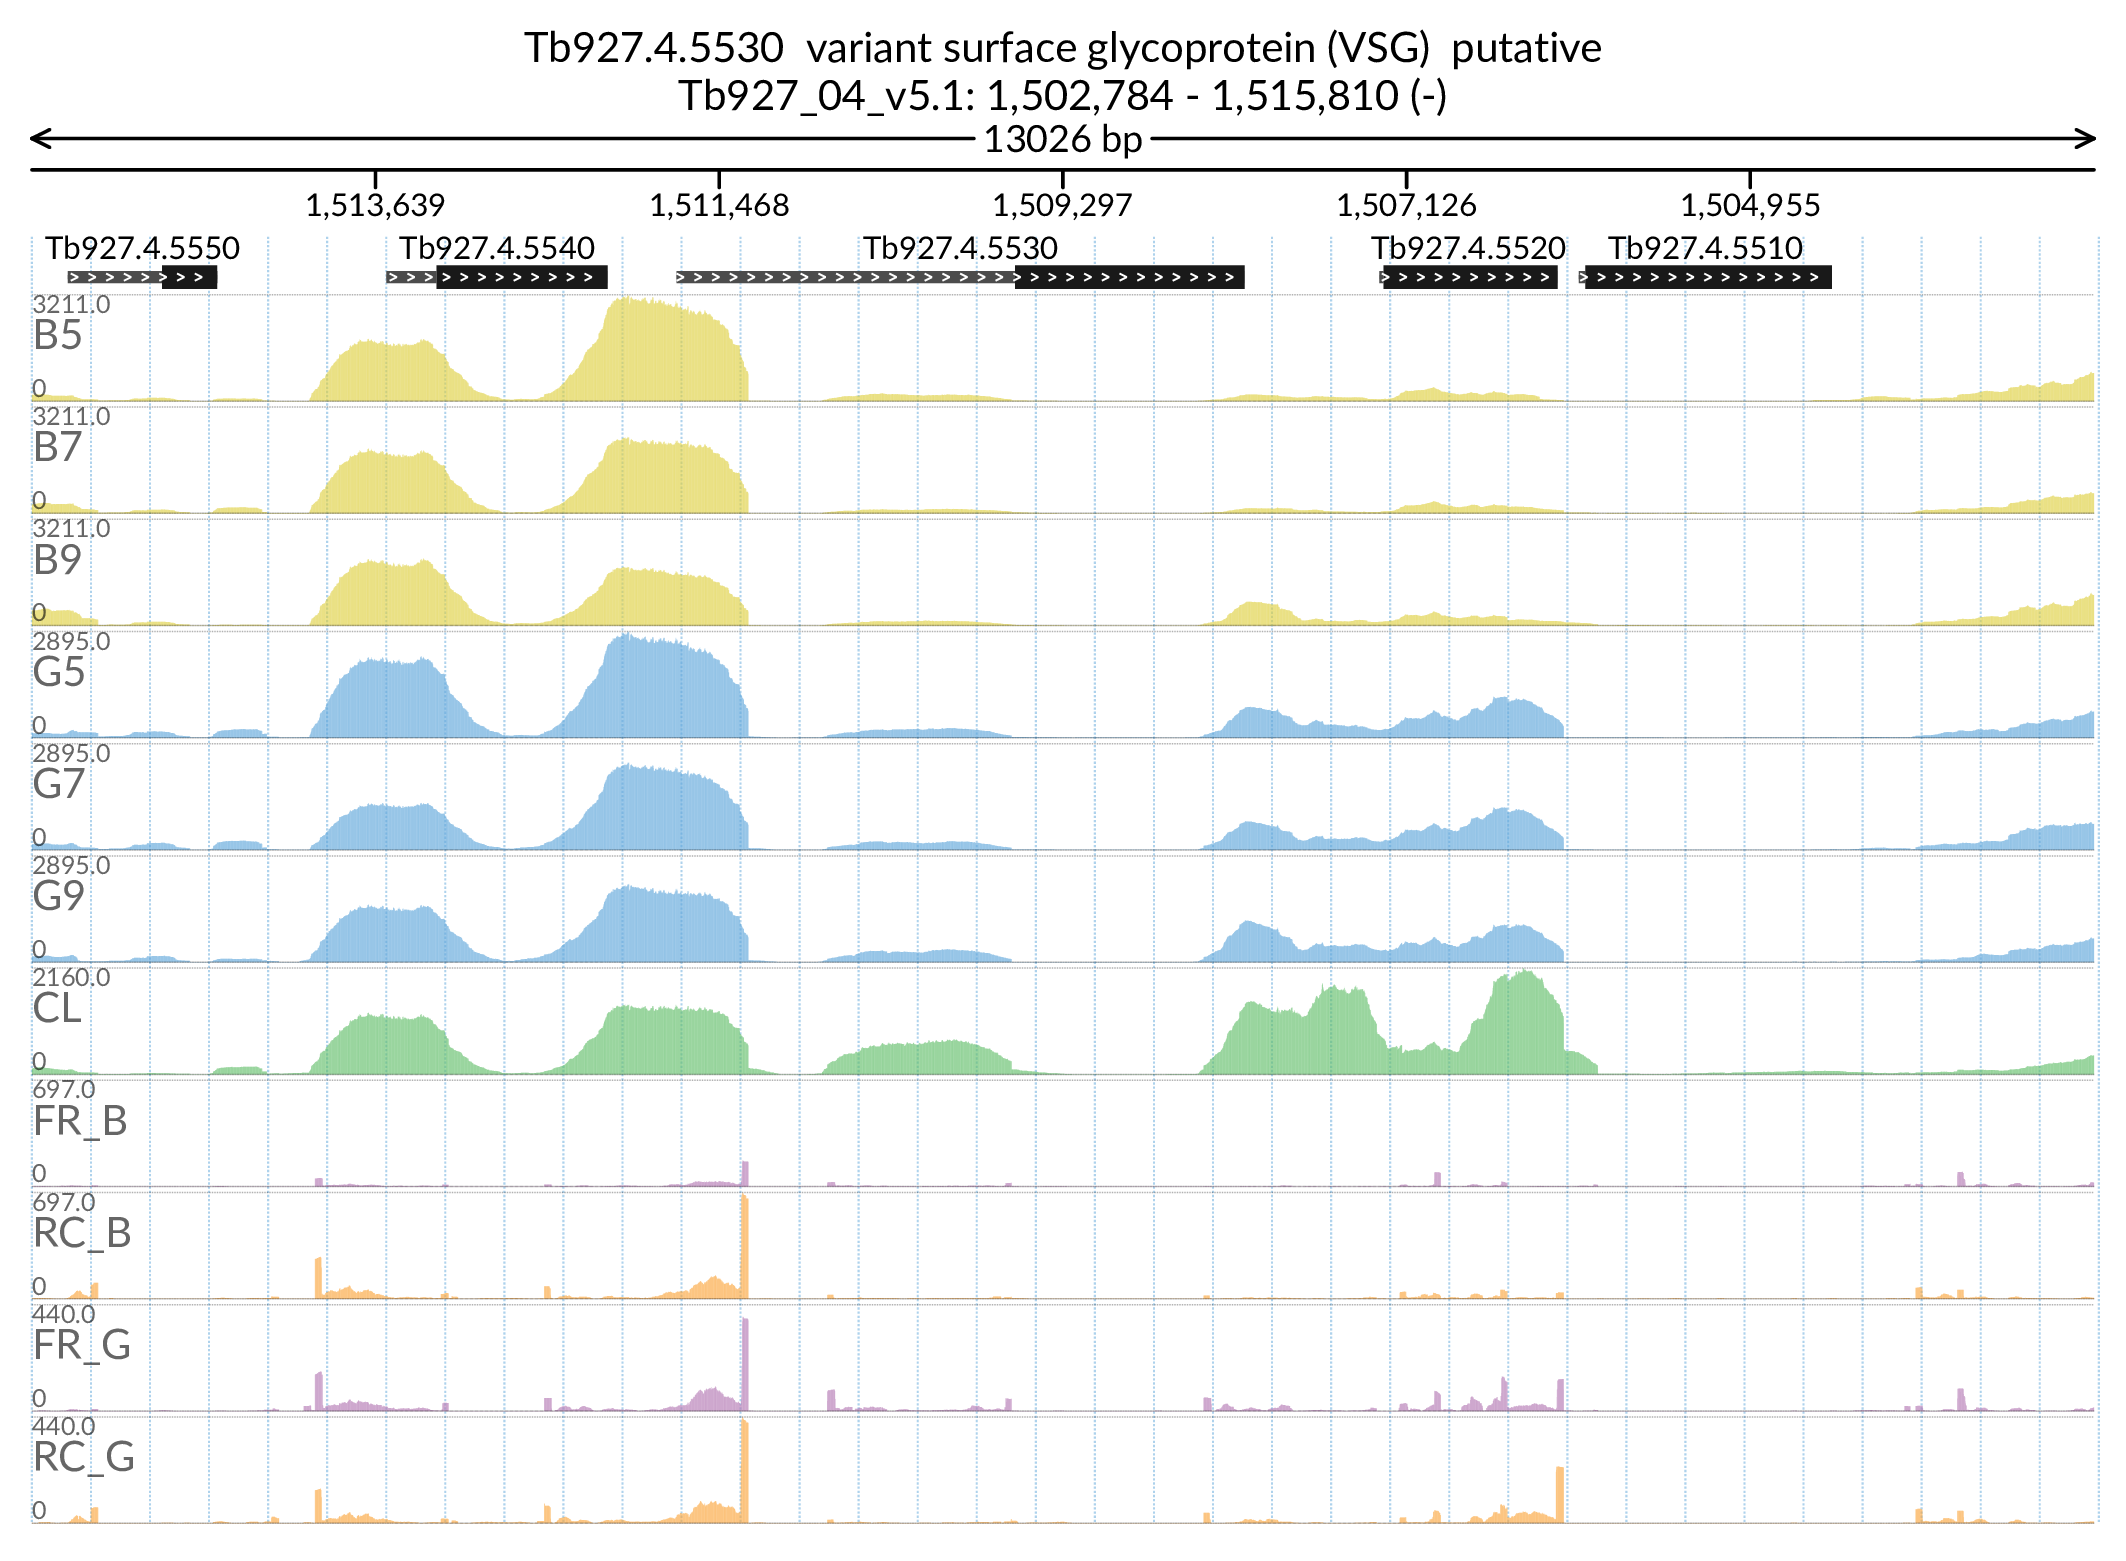 Tb927.4.5530  variant surface glycoprotein (VSG)  putative
Tb927_04_v5.1: 1,502,784 - 1,515,810 (-)
13026 bp
1,513,639 1,511,468 1,509,297 1,507,126 1,504,955
Tb927.4.5550 Tb927.4.5540 Tb927.4.5530 Tb927.4.5520 Tb927.4.5510
3211.0
B5
0
3211.0
B7
0
3211.0
B9
0
2895.0
G5
0
2895.0
G7
0
2895.0
G9
0
2160.0
CL
0
697.0
FR_B
0
697.0
RC_B
0
440.0
FR_G
0
440.0
RC_G
0